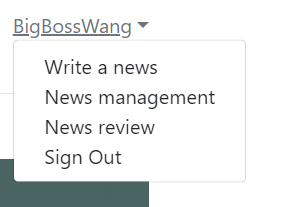 BigBossWang
Write a news
News management
News review
Sign Out